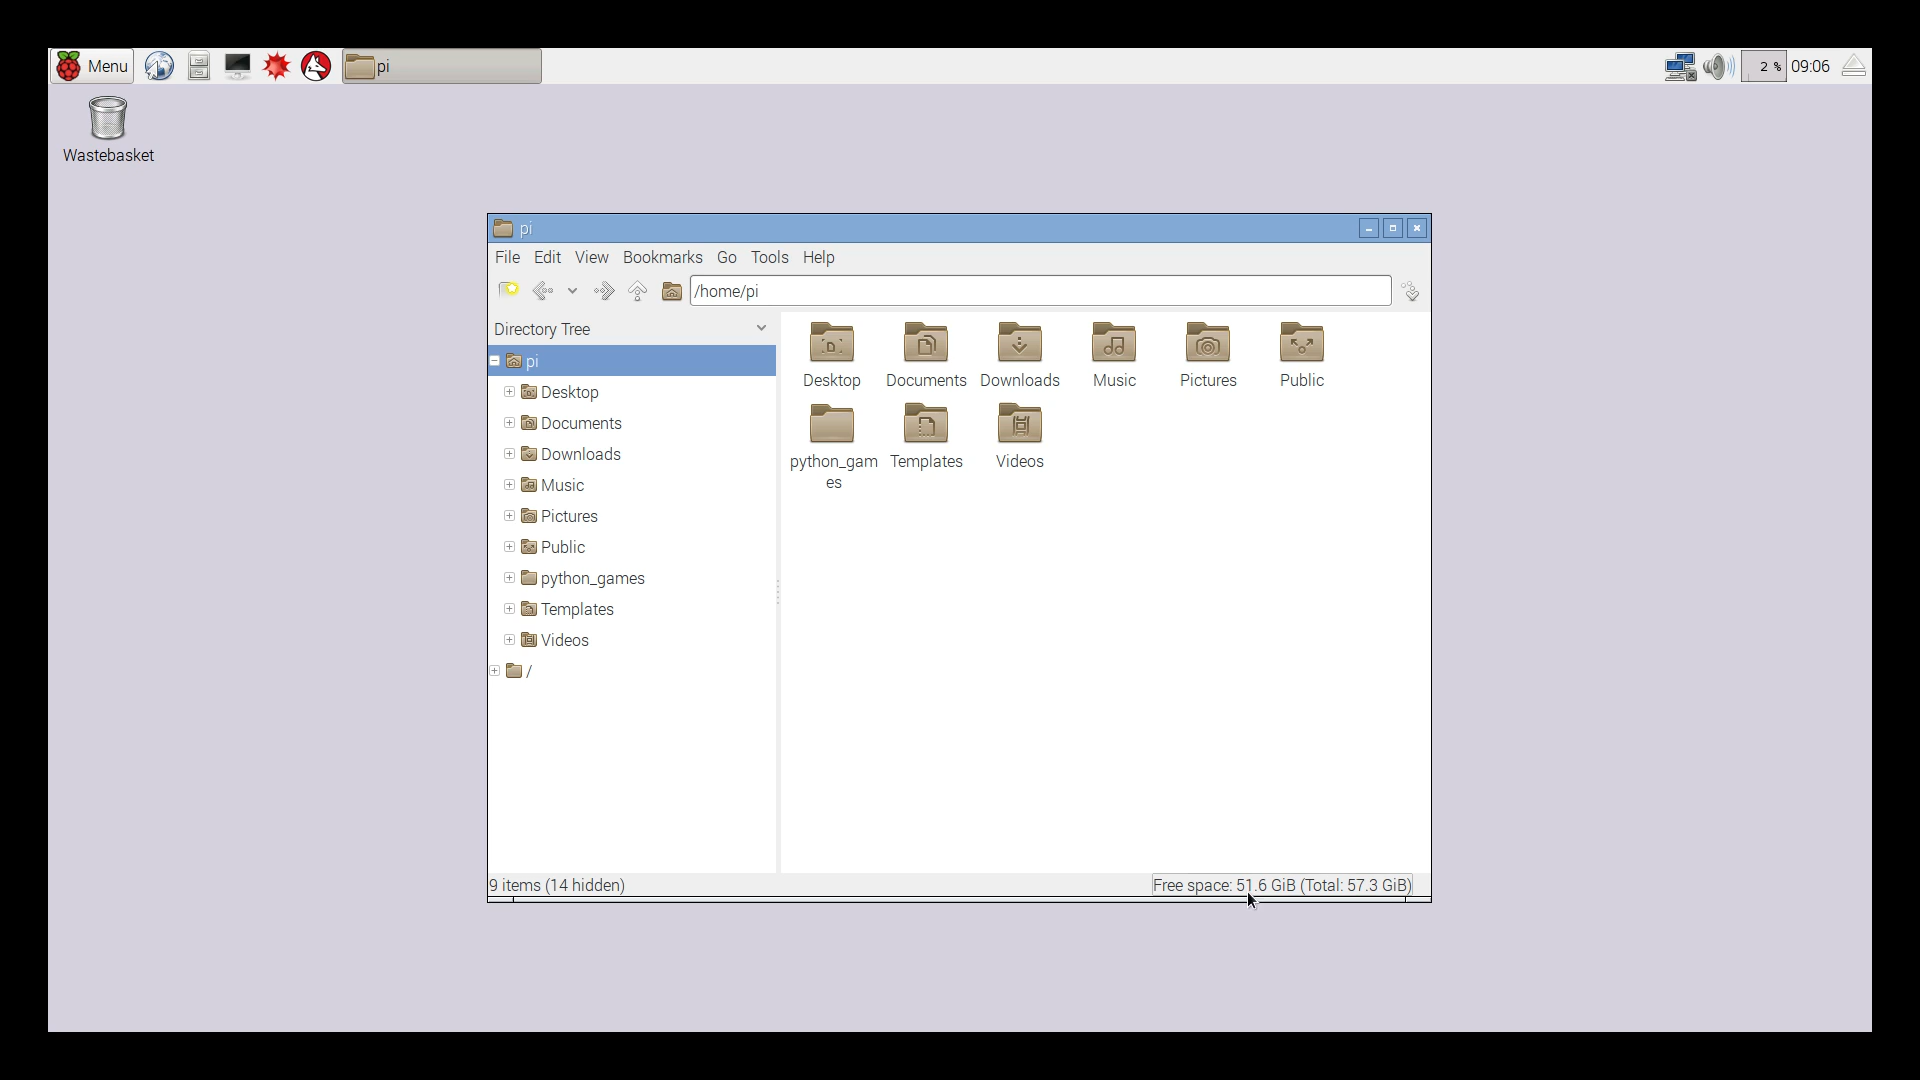 Menu pi 2 % 09:06
Wastebasket
pi
File Edit View Bookmarks Go Tools Help
/home/pi
Directory Tree
pi
Desktop
Documents
Downloads
Music
Pictures
Public
python_games
Templates
Videos
/
Desktop Documents Downloads Music Pictures Public
python_gam Templates Videos
es
9 items (14 hidden) Free space: 51.6 GiB (Total: 57.3 GiB)